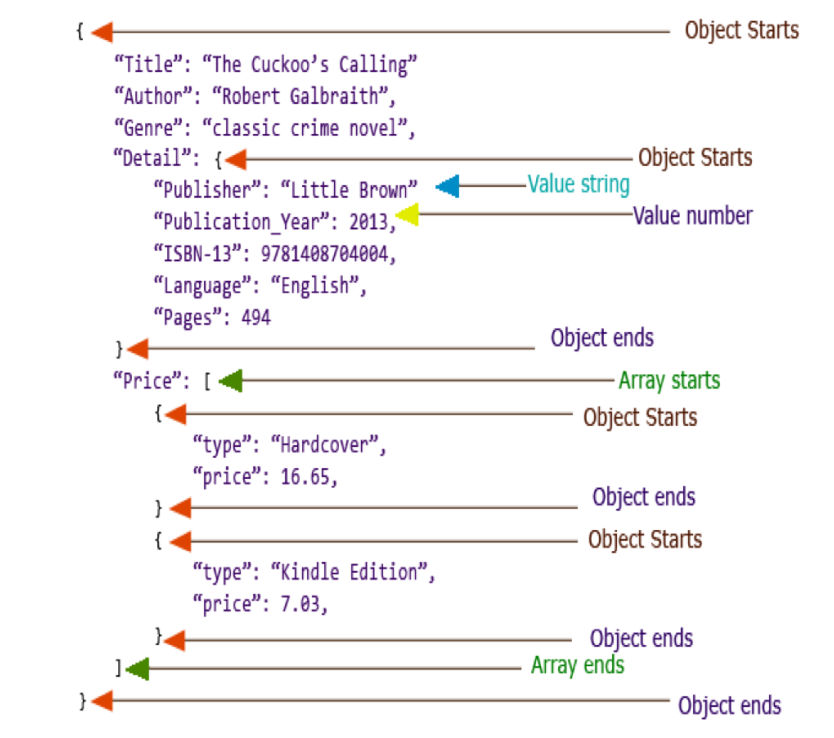 { Object Starts
“Title”: “The Cuckoo’s Calling”
“Author”: “Robert Galbraith”,
“Genre”: “classic crime novel”,
“Detail”: { Object Starts
“Publisher”: “Little Brown” Value string
“Publication_Year”: 2013, Value number
“ISBN-13”: 9781408704004,
“Language”: “English”,
“Pages”: 494
} Object ends
“Price”: [ Array starts
{ Object Starts
“type”: “Hardcover”,
“price”: 16.65,
} Object ends
{ Object Starts
“type”: “Kindle Edition”,
“price”: 7.03,
} Object ends
] Array ends
} Object ends